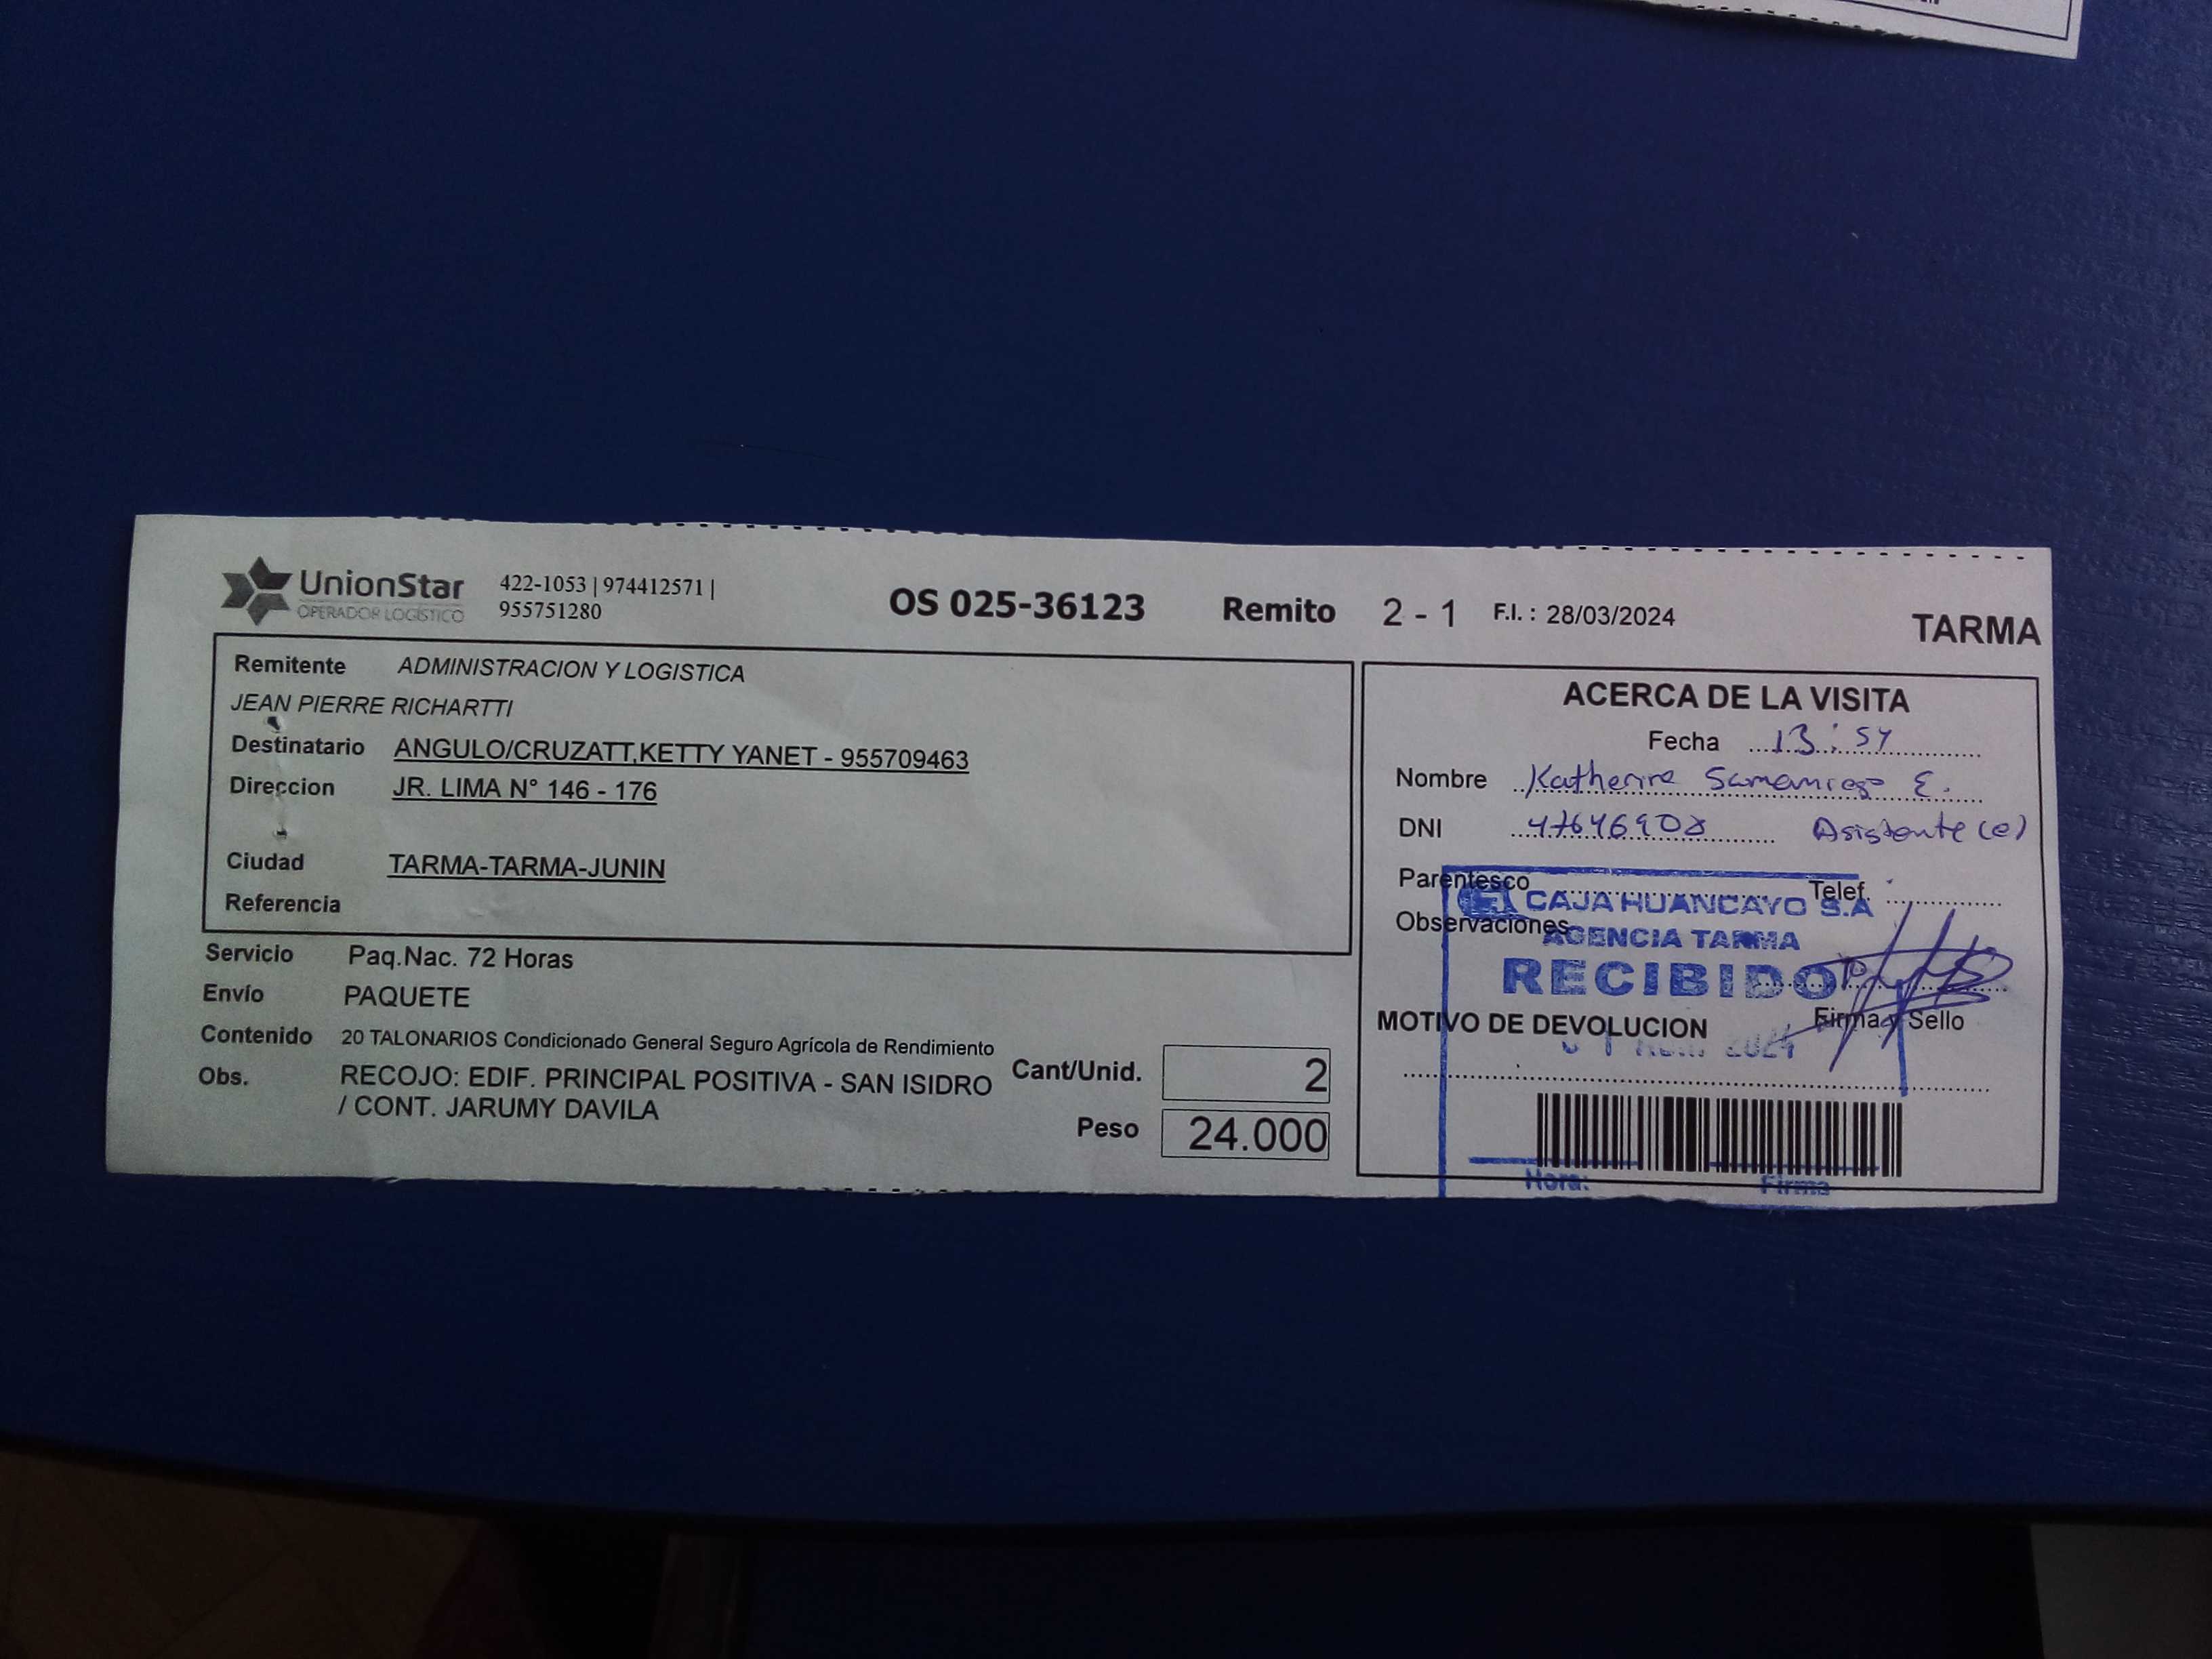 UnionStar
OPERADOR LOGÍSTICO
422-1053 | 974412571 |
955751280
OS 025-36123 Remito 2 - 1 F.I. : 28/03/2024 TARMA
Remitente ADMINISTRACION Y LOGISTICA
JEAN PIERRE RICHARTTI
Destinatario ANGULO/CRUZATT,KETTY YANET - 955709463
Direccion JR. LIMA N° 146 - 176
Ciudad TARMA-TARMA-JUNIN
Referencia
Servicio Paq.Nac. 72 Horas
Envío PAQUETE
Contenido 20 TALONARIOS Condicionado General Seguro Agrícola de Rendimiento
Obs. RECOJO: EDIF. PRINCIPAL POSITIVA - SAN ISIDRO
/ CONT. JARUMY DAVILA
Cant/Unid. 2
Peso 24.000
ACERCA DE LA VISITA
Fecha 13:54
Nombre Katherine Samaniego E.
DNI 47646908 Asistente (e)
Parentesco Telef.
Observaciones
CAJA HUANCAYO S.A
AGENCIA TARMA
RECIBIDO
Firma y Sello
MOTIVO DE DEVOLUCION
2024
Hora: Firma